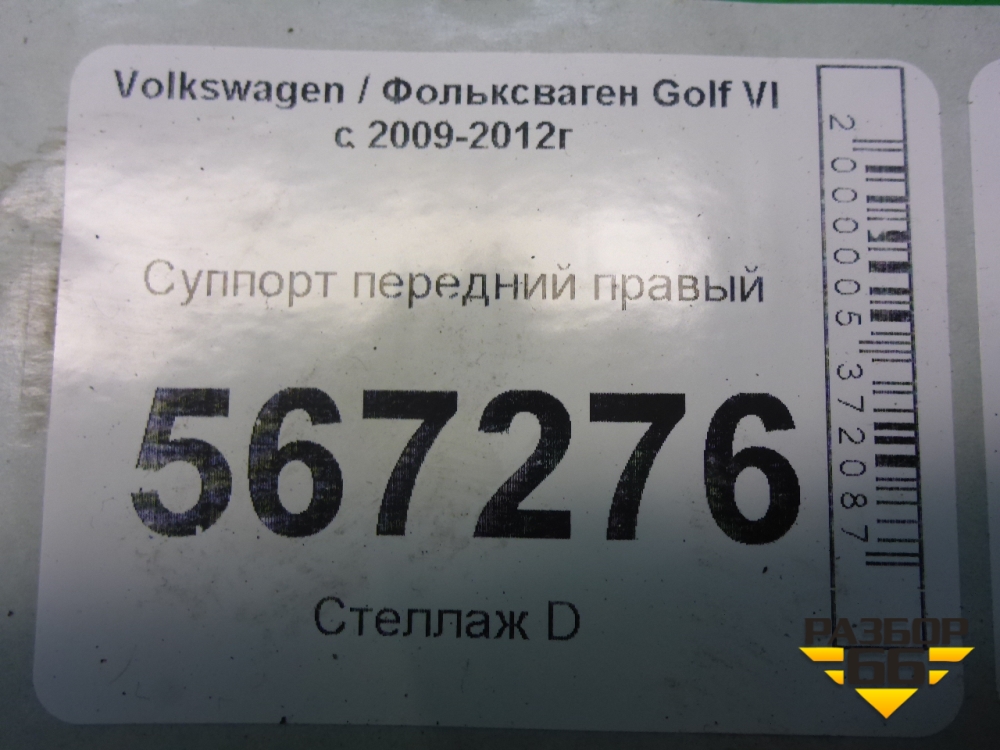 Volkswagen / Фольксваген Golf VI
с 2009-2012г
Суппорт передний правый
567276
Стеллаж D
2000005372087
РАЗБОР
66